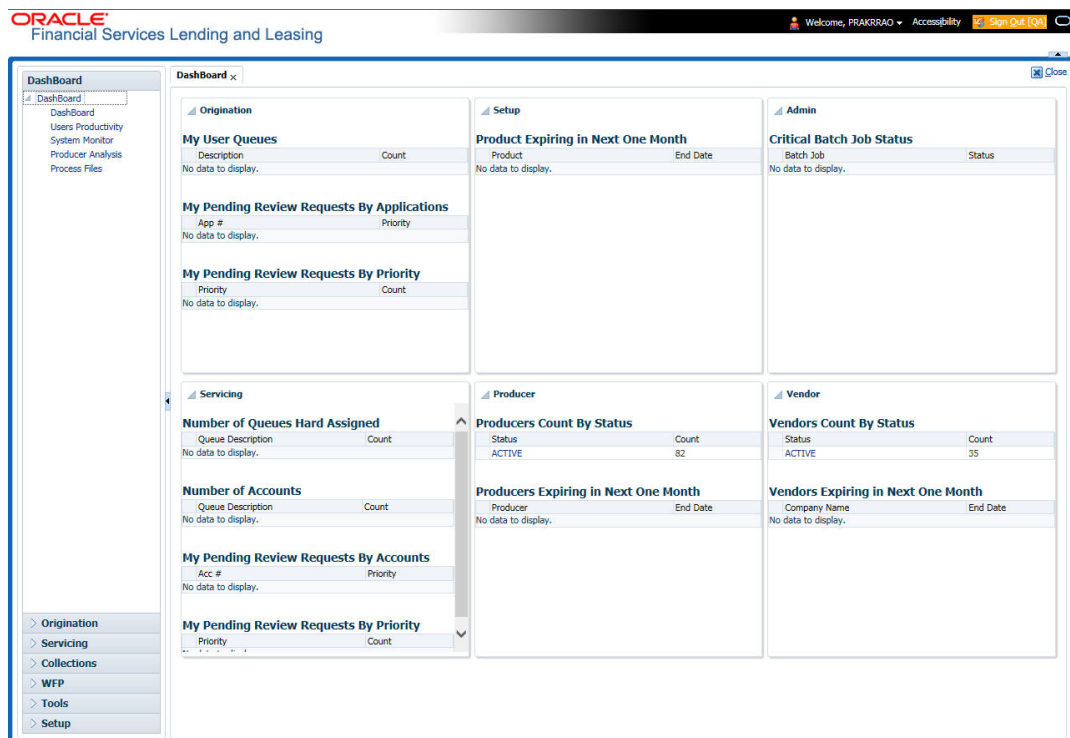 ORACLE
Financial Services Lending and Leasing
Welcome, PRAKRRAO
Accessibility
Sign Out [QA]
DashBoard
DashBoard
DashBoard
Users Productivity
System Monitor
Producer Analysis
Process Files
Origination
Servicing
Collections
WFP
Tools
Setup
DashBoard
Close
Origination
My User Queues
Description Count
No data to display.
My Pending Review Requests By Applications
App # Priority
No data to display.
My Pending Review Requests By Priority
Priority Count
No data to display.
Setup
Product Expiring in Next One Month
Product End Date
No data to display.
Admin
Critical Batch Job Status
Batch Job Status
No data to display.
Servicing
Number of Queues Hard Assigned
Queue Description Count
No data to display.
Number of Accounts
Queue Description Count
No data to display.
My Pending Review Requests By Accounts
Acc # Priority
No data to display.
My Pending Review Requests By Priority
Priority Count
Producer
Producers Count By Status
Status Count
ACTIVE 82
Producers Expiring in Next One Month
Producer End Date
No data to display.
Vendor
Vendors Count By Status
Status Count
ACTIVE 35
Vendors Expiring in Next One Month
Company Name End Date
No data to display.